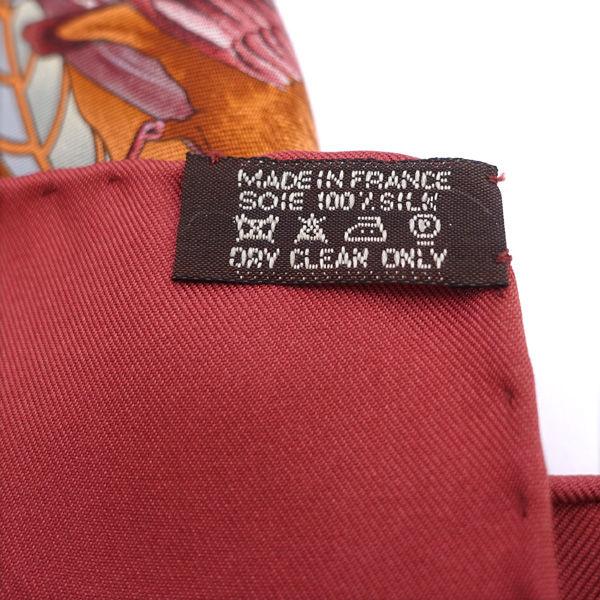 MADE IN FRANCE
SOIE 100% SILK
P
DRY CLEAN ONLY